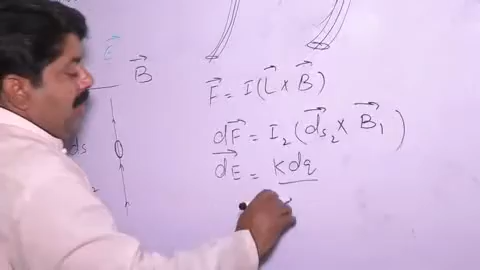 E⃗
B⃗
F⃗ = I(L⃗ × B⃗)
ds
dF⃗ = I₂(ds₂⃗ × B₁⃗)
dE⃗ = Kdq